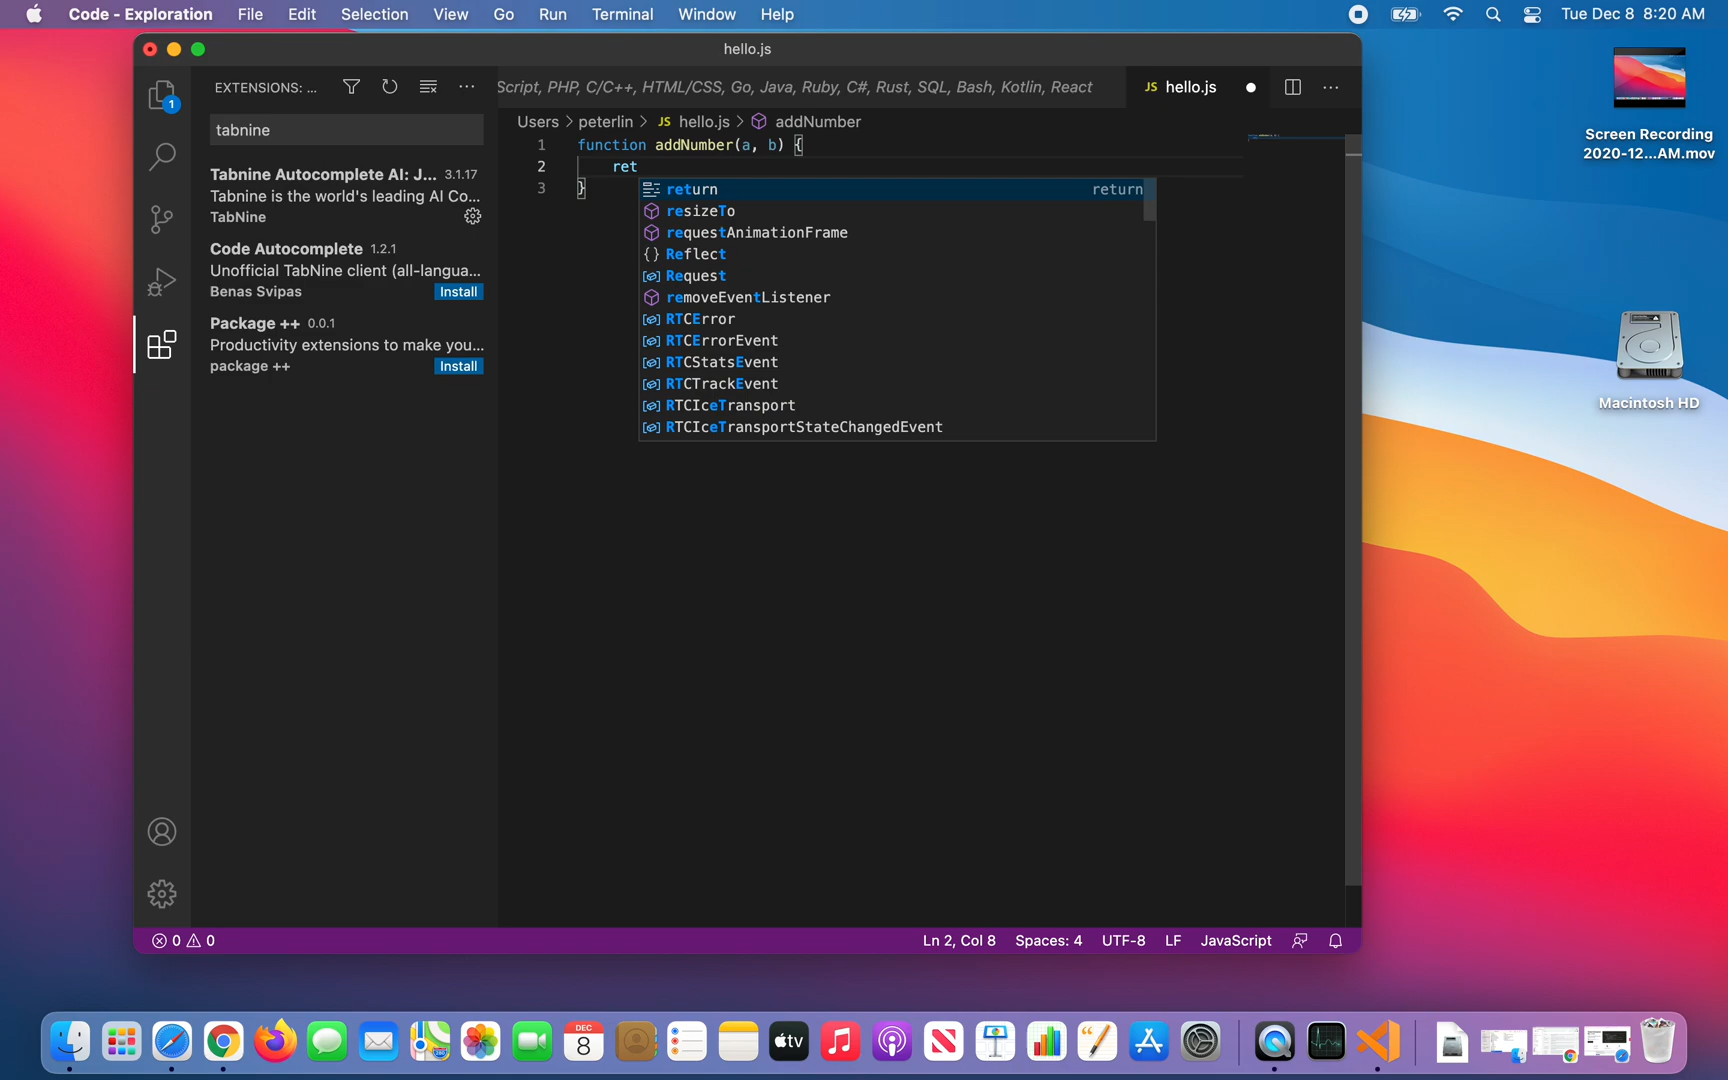 Code - Exploration File Edit Selection View Go Run Terminal Window Help Tue Dec 8 8:20 AM
hello.js
EXTENSIONS: ...
Script, PHP, C/C++, HTML/CSS, Go, Java, Ruby, C#, Rust, SQL, Bash, Kotlin, React JS hello.js
1
tabnine
Users > peterlin > JS hello.js > addNumber
1 function addNumber(a, b) {
2 ret
3 }
return return
resizeTo
requestAnimationFrame
Reflect
Request
removeEventListener
RTCError
RTCErrorEvent
RTCStatsEvent
RTCTrackEvent
RTCIceTransport
RTCIceTransportStateChangedEvent
Tabnine Autocomplete AI: J... 3.1.17
Tabnine is the world's leading AI Co...
TabNine
Code Autocomplete 1.2.1
Unofficial TabNine client (all-langua...
Benas Svipas Install
Package ++ 0.0.1
Productivity extensions to make you...
package ++ Install
0 0 Ln 2, Col 8 Spaces: 4 UTF-8 LF JavaScript
Screen Recording
2020-12...AM.mov
Macintosh HD
DEC
8
tv